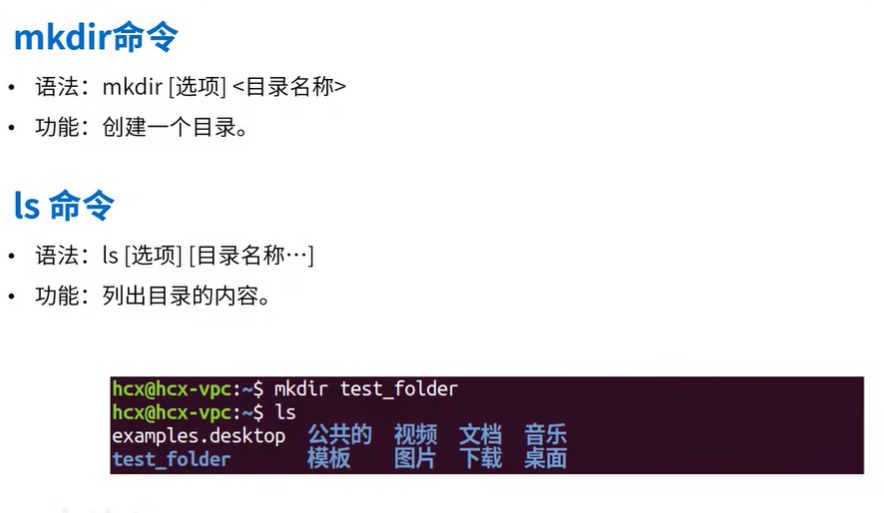 mkdir命令
• 语法：mkdir [选项] <目录名称>
• 功能：创建一个目录。
ls 命令
• 语法：ls [选项] [目录名称…]
• 功能：列出目录的内容。
hcx@hcx-vpc:~$ mkdir test_folder
hcx@hcx-vpc:~$ ls
examples.desktop 公共的 视频 文档 音乐
test_folder 模板 图片 下载 桌面